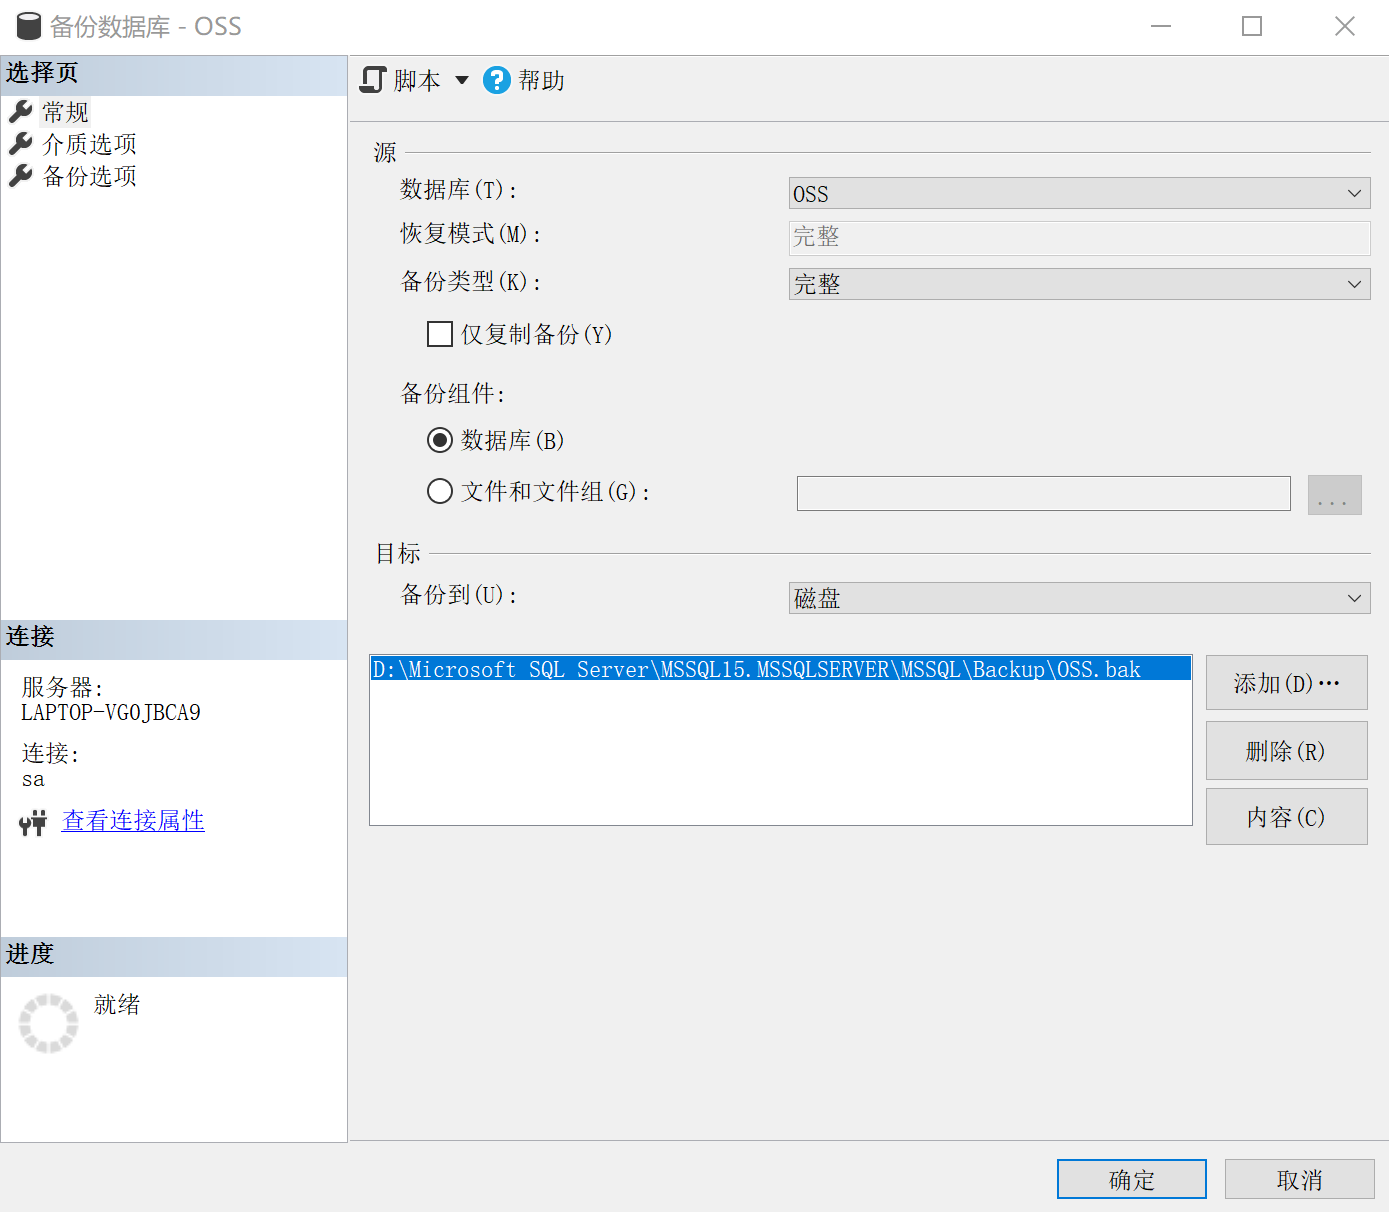 备份数据库 - OSS
选择页
常规
介质选项
备份选项
脚本
帮助
源
数据库(T):
OSS
恢复模式(M):
完整
备份类型(K):
完整
仅复制备份(Y)
备份组件:
数据库(B)
文件和文件组(G):
...
目标
备份到(U):
磁盘
D:\Microsoft SQL Server\MSSQL15.MSSQLSERVER\MSSQL\Backup\OSS.bak
添加(D)…
删除(R)
内容(C)
连接
服务器:
LAPTOP-VG0JBCA9
连接:
sa
查看连接属性
进度
就绪
确定
取消